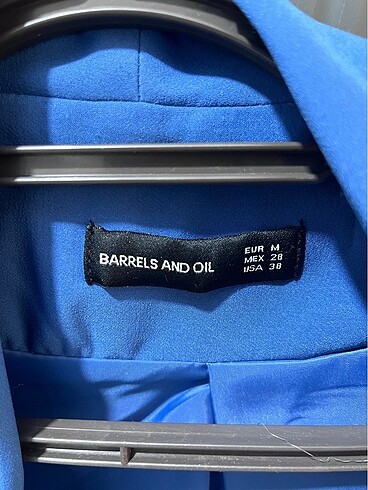 BARRELS AND OIL
EUR M
MEX 28
USA 38